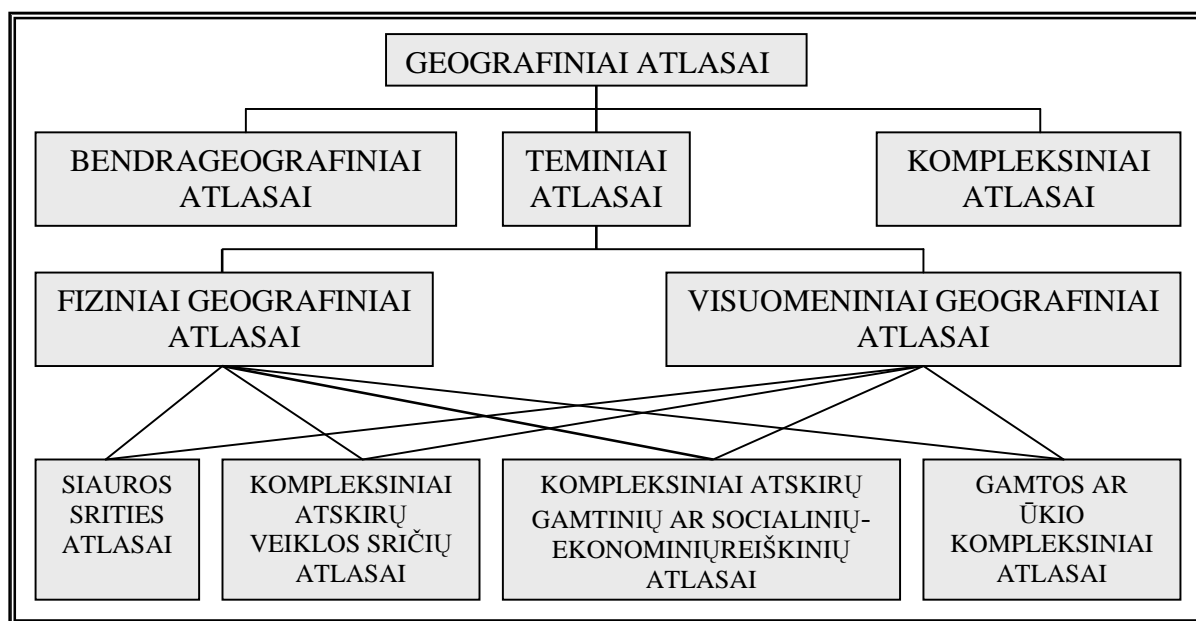 GEOGRAFINIAI ATLASAI
BENDRAGEOGRAFINIAI
ATLASAI
TEMINIAI
ATLASAI
KOMPLEKSINIAI
ATLASAI
FIZINIAI GEOGRAFINIAI
ATLASAI
VISUOMENINIAI GEOGRAFINIAI
ATLASAI
SIAUROS
SRITIES
ATLASAI
KOMPLEKSINIAI
ATSKIRŲ
VEIKLOS SRIČIŲ
ATLASAI
KOMPLEKSINIAI ATSKIRŲ
GAMTINIŲ AR SOCIALINIŲ-
EKONOMINIŲREIŠKINIŲ
ATLASAI
GAMTOS AR
ŪKIO
KOMPLEKSINIAI
ATLASAI